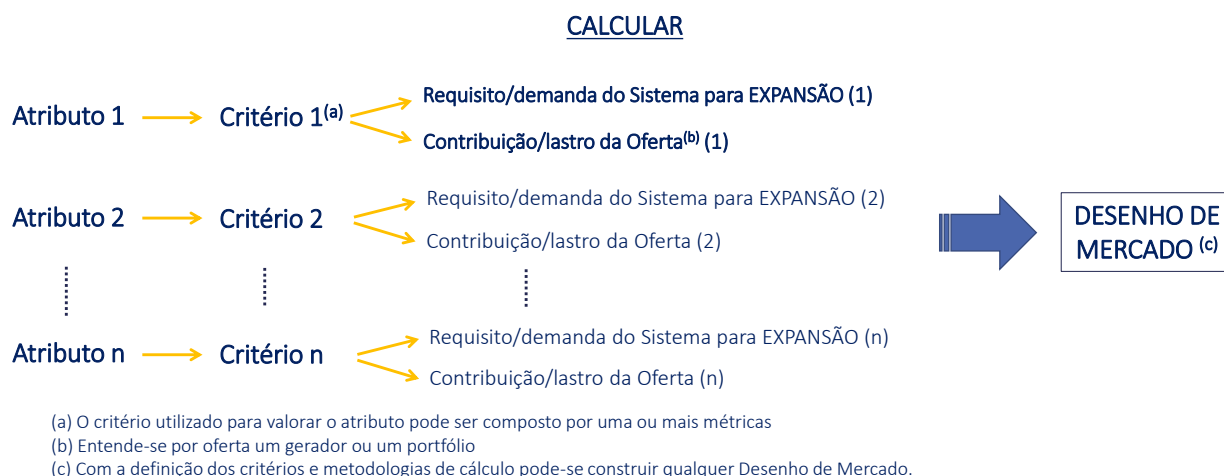 CALCULAR
Atributo 1
Critério 1(a)
Requisito/demanda do Sistema para EXPANSÃO (1)
Contribuição/lastro da Oferta(b) (1)
Atributo 2
Critério 2
Requisito/demanda do Sistema para EXPANSÃO (2)
Contribuição/lastro da Oferta (2)
DESENHO DE
MERCADO (c)
Atributo n
Critério n
Requisito/demanda do Sistema para EXPANSÃO (n)
Contribuição/lastro da Oferta (n)
(a) O critério utilizado para valorar o atributo pode ser composto por uma ou mais métricas
(b) Entende-se por oferta um gerador ou um portfólio
(c) Com a definição dos critérios e metodologias de cálculo pode-se construir qualquer Desenho de Mercado.